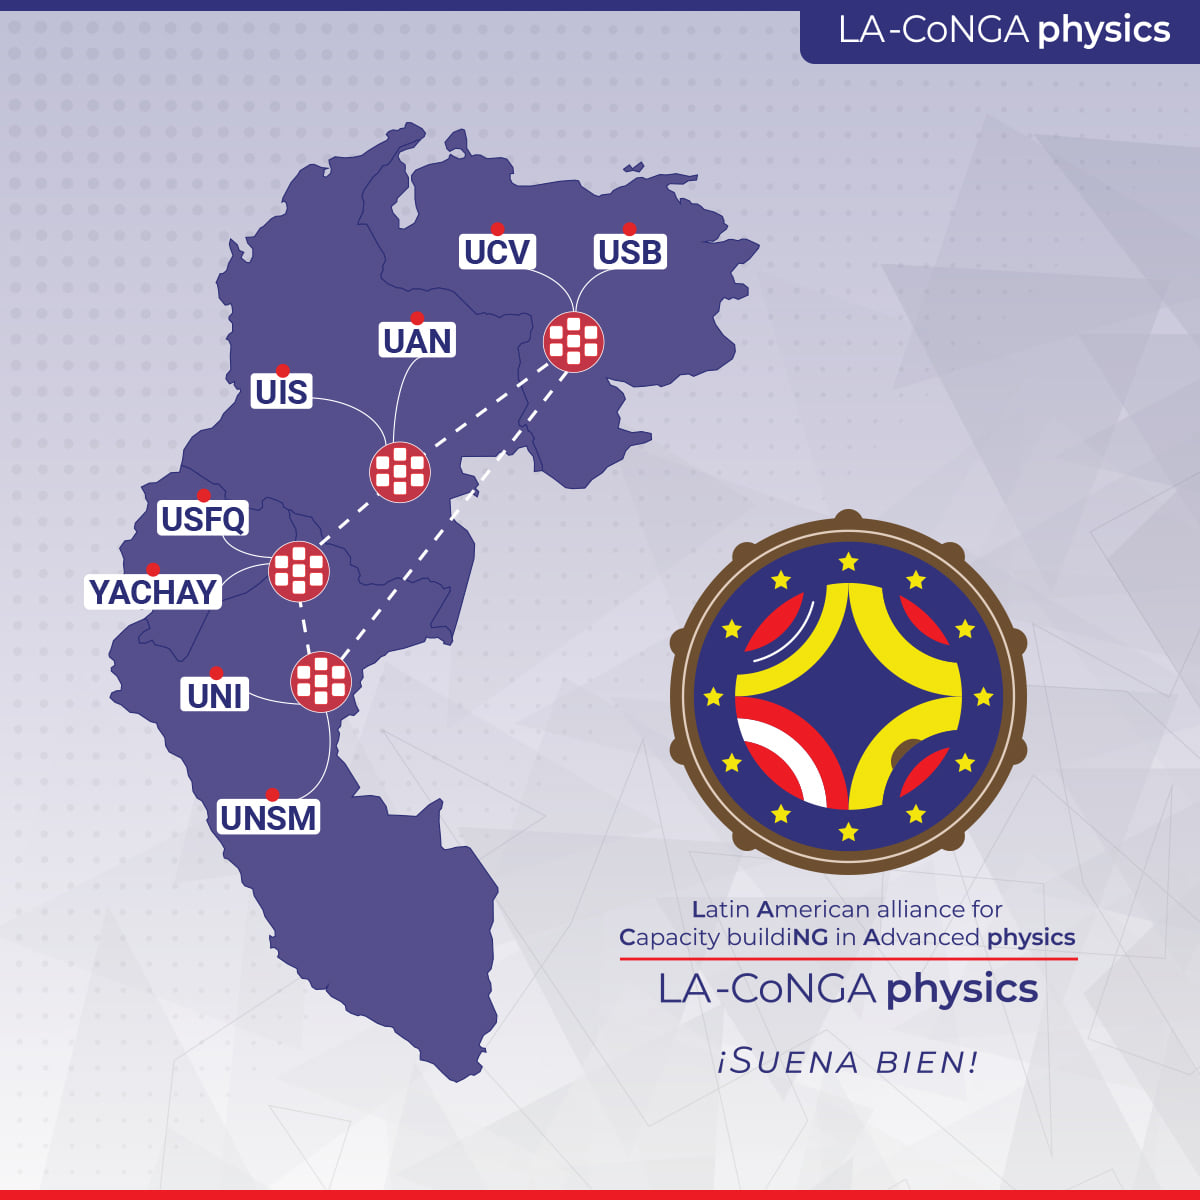 LA-CoNGA physics
UCV
USB
UAN
UIS
USFQ
YACHAY
UNI
UNSM
Latin American alliance for
Capacity buildiNG in Advanced physics
LA-CoNGA physics
¡SUENA BIEN!